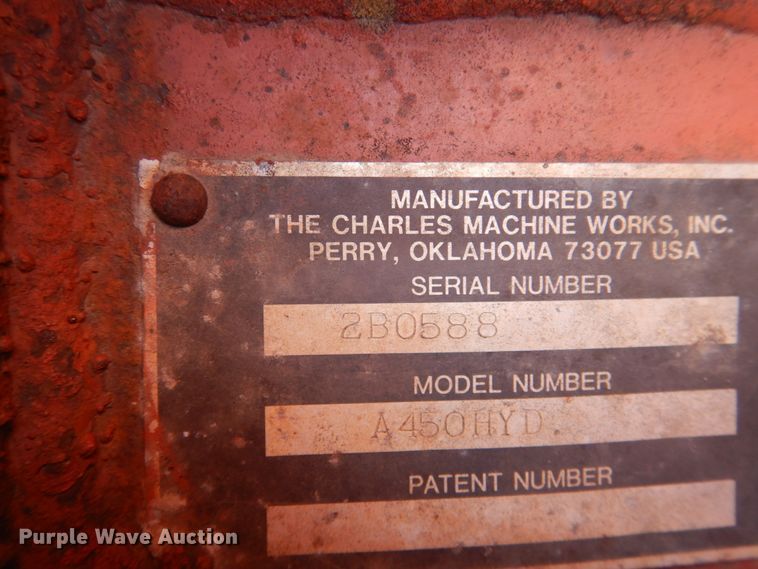 MANUFACTURED BY
THE CHARLES MACHINE WORKS, INC.
PERRY, OKLAHOMA 73077 USA
SERIAL NUMBER
2B0588
MODEL NUMBER
A450HYD
PATENT NUMBER
Purple Wave Auction®